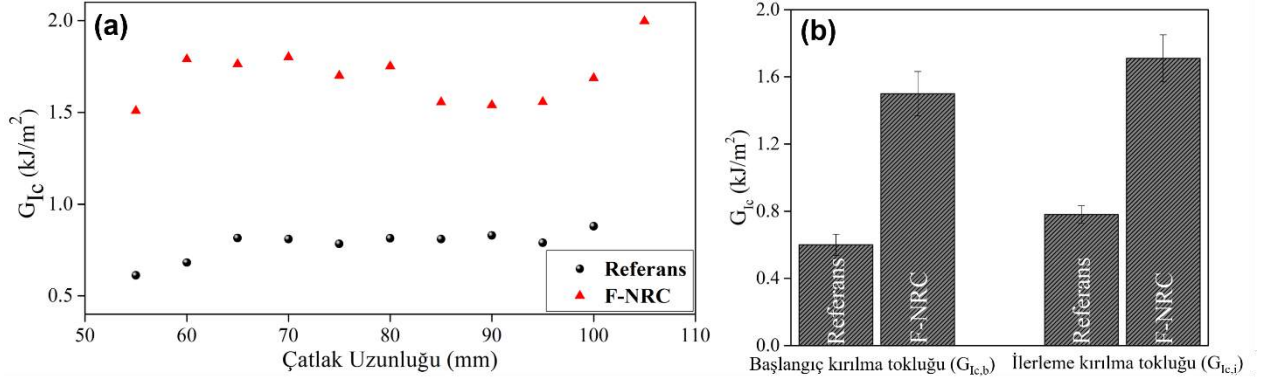 (a)
2.0
1.5
1.0
0.5
G_Ic (kJ/m²)
50 60 70 80 90 100 110
Çatlak Uzunluğu (mm)
Referans
F-NRC
(b)
2.0
1.6
1.2
0.8
0.4
0.0
G_Ic (kJ/m²)
Referans
F-NRC
Referans
F-NRC
Başlangıç kırılma tokluğu (G_Ic,b) İlerleme kırılma tokluğu (G_Ic,i)